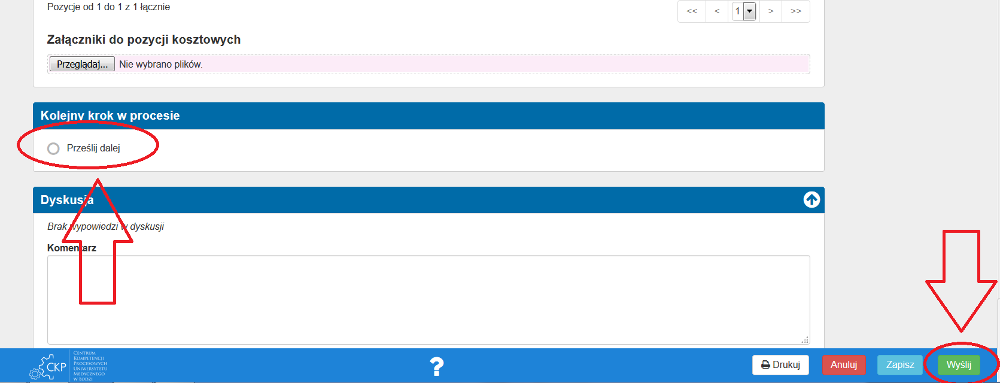 Pozycje od 1 do 1 z 1 łącznie
<< < 1 > >>
Załączniki do pozycji kosztowych
Przeglądaj... Nie wybrano plików.
Kolejny krok w procesie
Prześlij dalej
Dyskusja
Brak wypowiedzi w dyskusji
Komentarz
CKP
CENTRUM
KOMPETENCJI
PROCESOWYCH
UNIWERSYTETU
MEDYCZNEGO
W ŁODZI
?
Drukuj Anuluj Zapisz Wyślij